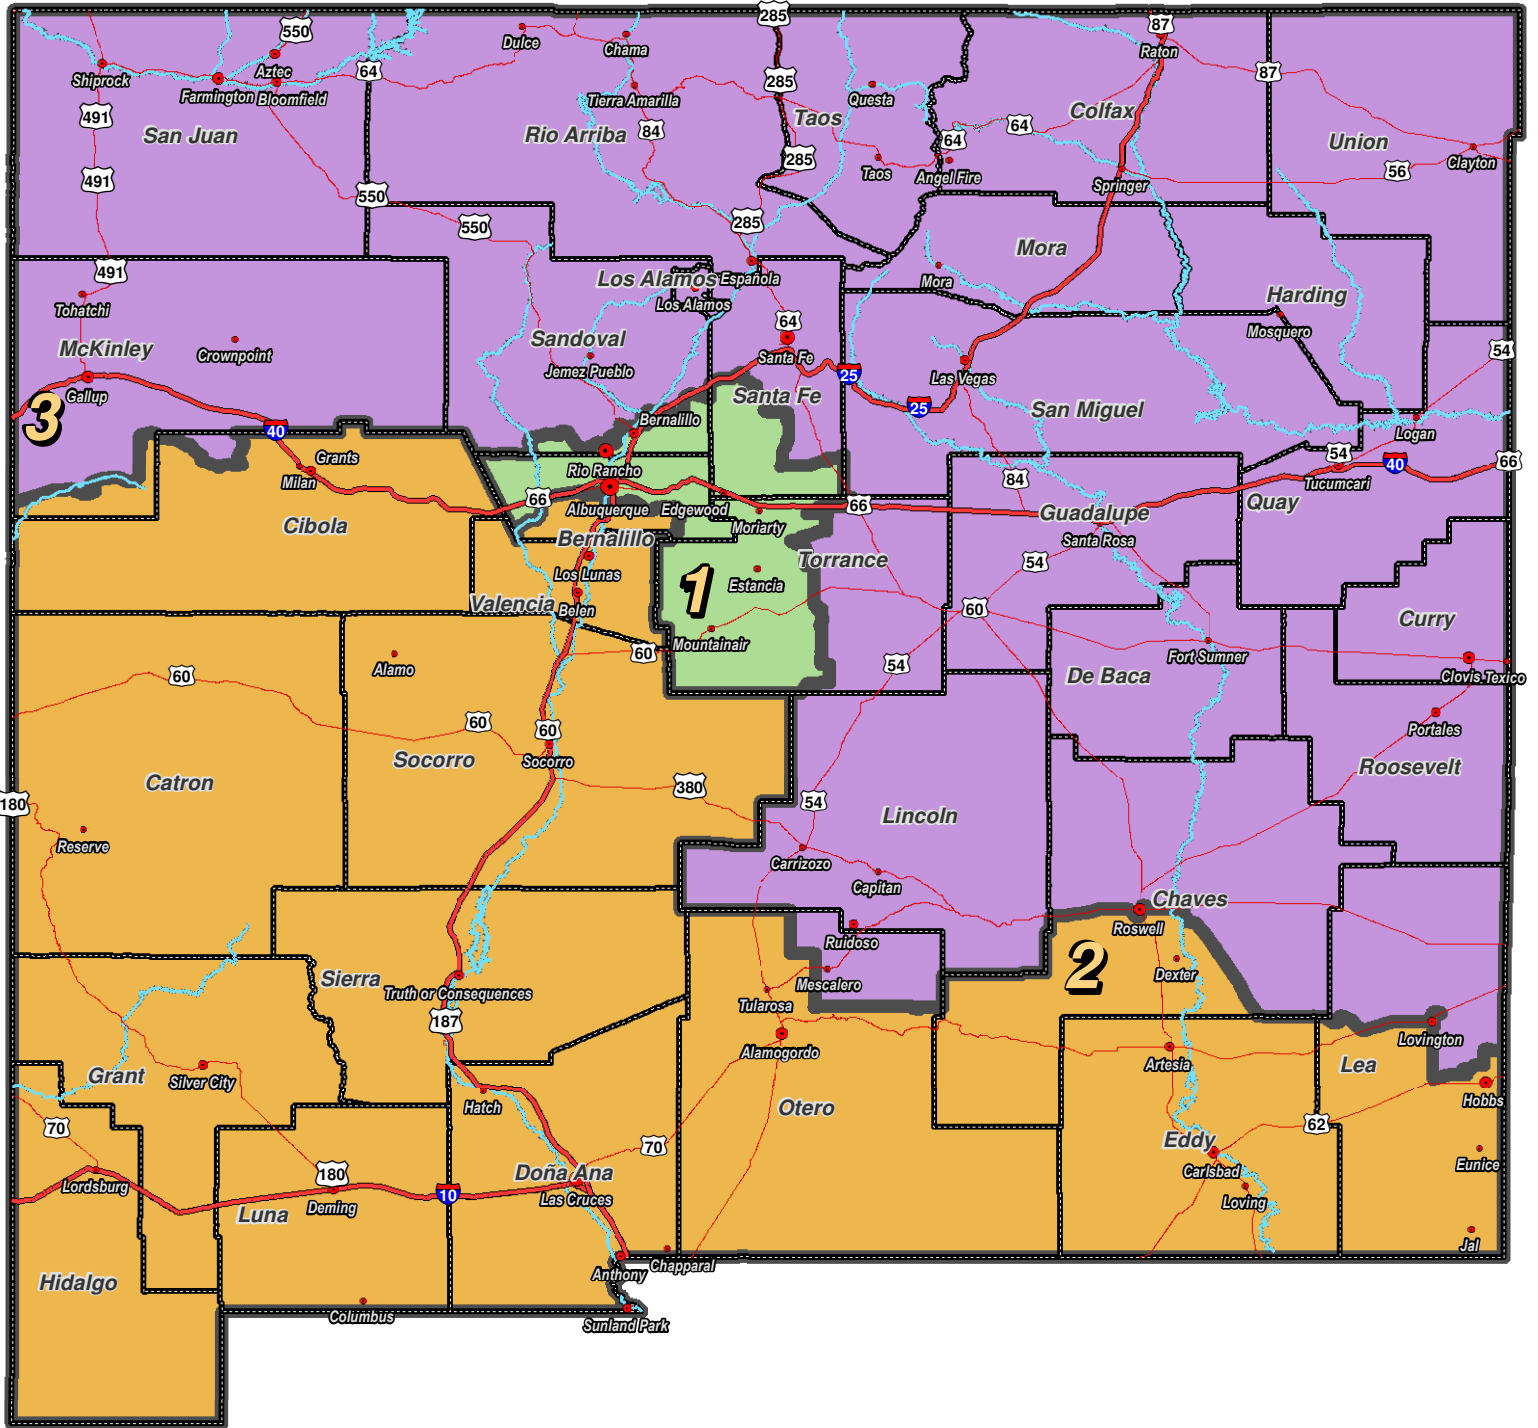 285
87
550
Dulce
Chama
Aztec
64
Shiprock
Farmington
Bloomfield
285
87
Tierra Amarilla
Questa
491
San Juan
Rio Arriba
84
Taos
Colfax
64
64
Union
285
Clayton
491
Taos
Angel Fire
56
550
Springer
550
285
Mora
491
Los Alamos
Española
Mora
Harding
Tohatchi
Los Alamos
64
Mosquero
McKinley
Crownpoint
Sandoval
Santa Fe
54
Jemez Pueblo
25
Las Vegas
Gallup
Santa Fe
25
San Miguel
3
40
Bernalillo
Logan
Grants
Rio Rancho
54
40
66
Milan
84
Tucumcari
66
Albuquerque
Edgewood
66
Quay
Cibola
Moriarty
Guadalupe
Bernalillo
Santa Rosa
Torrance
54
Los Lunas
1
Estancia
Valencia
Belen
60
Curry
Mountainair
60
54
Fort Sumner
Alamo
60
De Baca
Clovis
Texico
60
60
Portales
Socorro
Socorro
Roosevelt
Catron
380
180
54
Lincoln
Reserve
Carrizozo
Capitan
Chaves
Roswell
Ruidoso
2
Sierra
Truth or Consequences
Mescalero
Dexter
Tularosa
187
Alamogordo
Lovington
Grant
Silver City
Artesia
Lea
Hatch
Otero
Hobbs
70
70
62
Eddy
Doña Ana
180
Carlsbad
Eunice
Lordsburg
10
Las Cruces
Loving
Luna
Deming
Jal
Hidalgo
Anthony
Chapparal
Columbus
Sunland Park